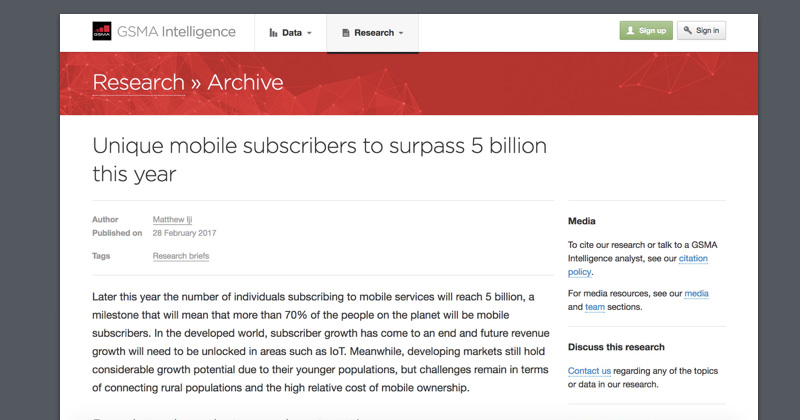 GSMA
GSMA Intelligence
Data
Research
Sign up
Sign in
Research » Archive
Unique mobile subscribers to surpass 5 billion
this year
Author Matthew Iji
Published on 28 February 2017
Tags Research briefs
Later this year the number of individuals subscribing to mobile services will reach 5 billion, a
milestone that will mean that more than 70% of the people on the planet will be mobile
subscribers. In the developed world, subscriber growth has come to an end and future revenue
growth will need to be unlocked in areas such as IoT. Meanwhile, developing markets still hold
considerable growth potential due to their younger populations, but challenges remain in terms
of connecting rural populations and the high relative cost of mobile ownership.
Media
To cite our research or talk to a GSMA
Intelligence analyst, see our citation
policy.
For media resources, see our media
and team sections.
Discuss this research
Contact us regarding any of the topics
or data in our research.